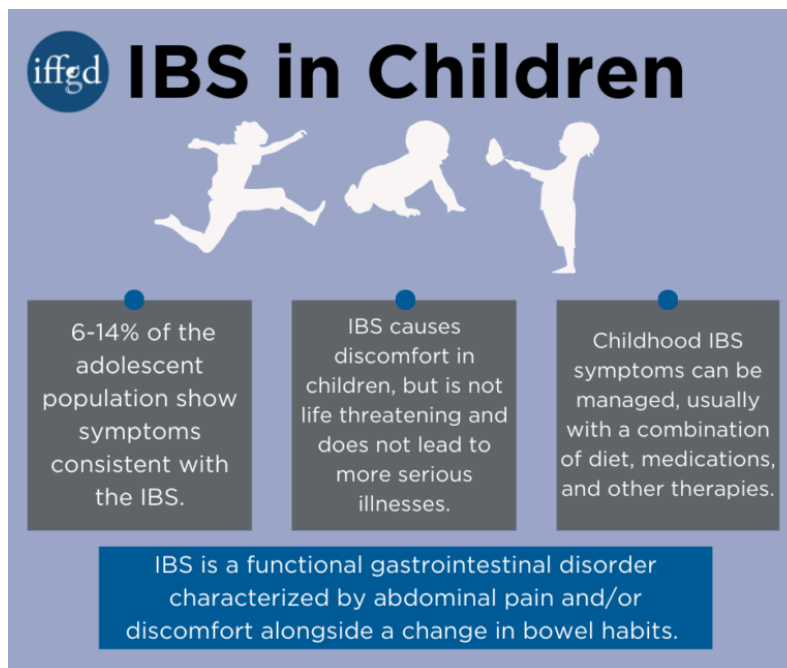 iffgd
IBS in Children
6-14% of the
adolescent
population show
symptoms
consistent with
the IBS.
IBS causes
discomfort in
children, but is not
life threatening and
does not lead to
more serious
illnesses.
Childhood IBS
symptoms can be
managed, usually
with a combination
of diet, medications,
and other therapies.
IBS is a functional gastrointestinal disorder
characterized by abdominal pain and/or
discomfort alongside a change in bowel habits.